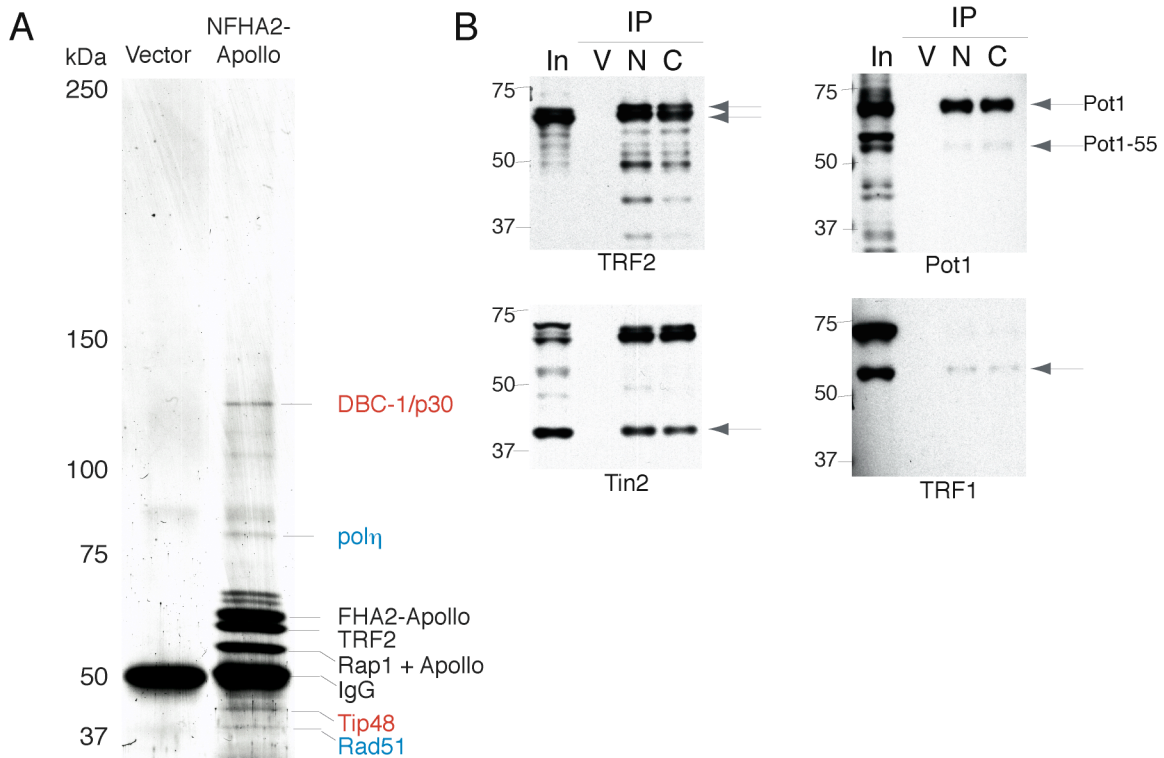 A
kDa
Vector
NFHA2-
Apollo
250
150
100
75
50
37
DBC-1/p30
polη
FHA2-Apollo
TRF2
Rap1 + Apollo
IgG
Tip48
Rad51
B
IP
In V N C
75
50
37
TRF2
IP
In V N C
75
50
37
Pot1
Pot1-55
Pot1
75
50
37
Tin2
75
50
37
TRF1